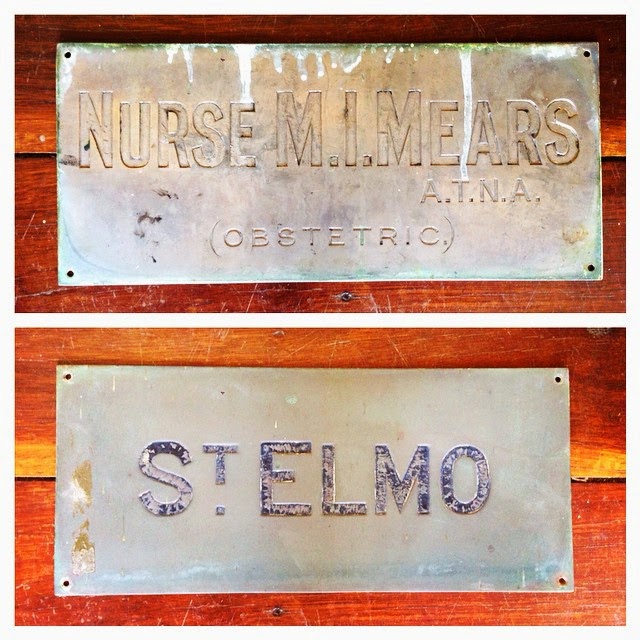 NURSE M.I.MEARS
A.T.N.A.
(OBSTETRIC.)
ST. ELMO